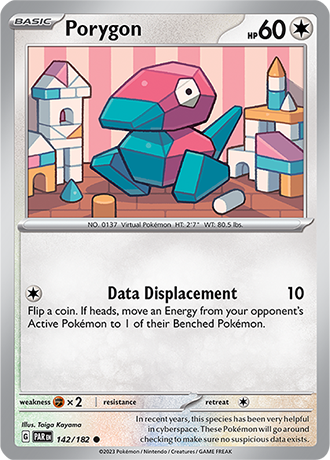 BASIC Porygon HP 60
NO. 0137 Virtual Pokémon HT: 2'7" WT: 80.5 lbs.
Data Displacement 10
Flip a coin. If heads, move an Energy from your opponent's
Active Pokémon to 1 of their Benched Pokémon.
weakness × 2 resistance retreat
Illus. Taiga Kayama
G PAR EN 142/182
In recent years, this species has been very helpful
in cyberspace. These Pokémon will go around
checking to make sure no suspicious data exists.
©2023 Pokémon / Nintendo / Creatures / GAME FREAK